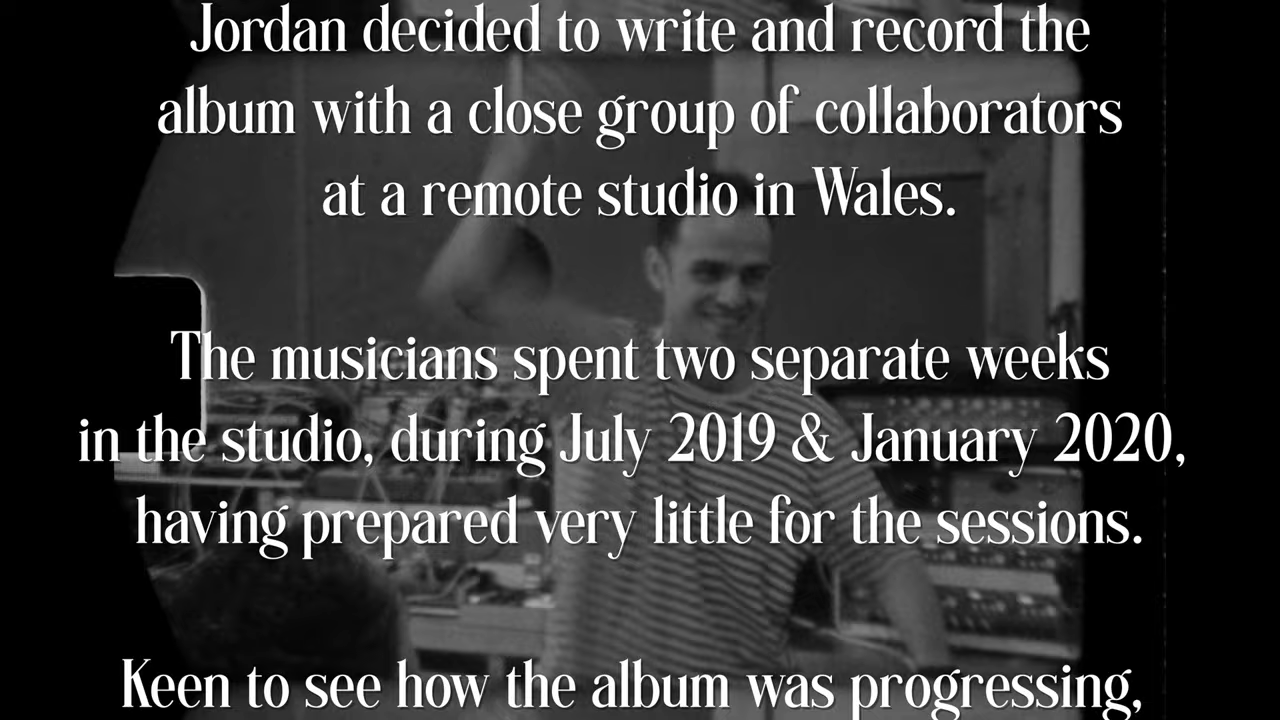 Jordan decided to write and record the
album with a close group of collaborators
at a remote studio in Wales.
The musicians spent two separate weeks
in the studio, during July 2019 & January 2020,
having prepared very little for the sessions.
Keen to see how the album was progressing,